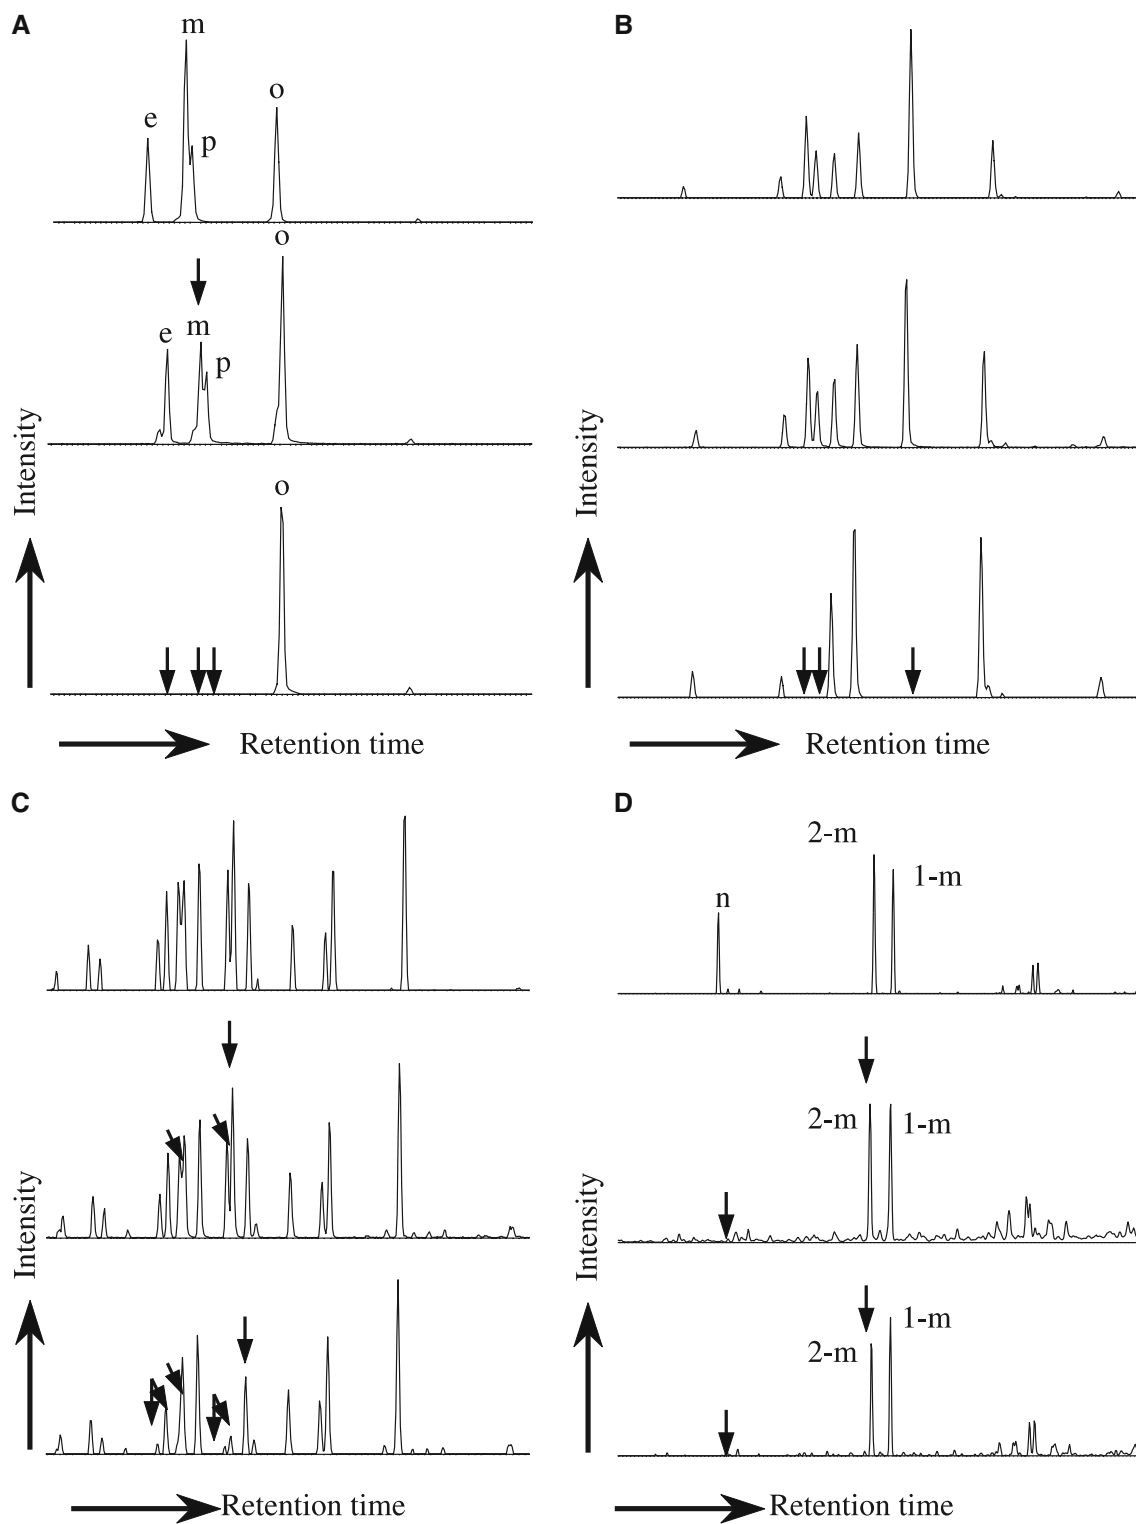 A
m
e
p
o
o
e
m
p
o
Intensity
Retention time
B
Intensity
Retention time
C
Intensity
Retention time
D
2-m
1-m
n
2-m
1-m
1-m
2-m
Intensity
Retention time